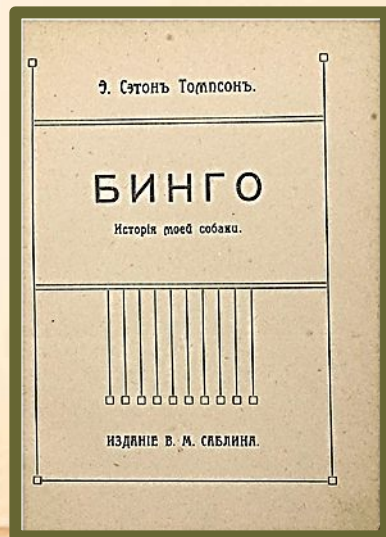 Э. Сэтонъ Томпсонъ.
БИНГО
Исторія моей собаки.
ИЗДАНІЕ В. М. САБЛИНА.